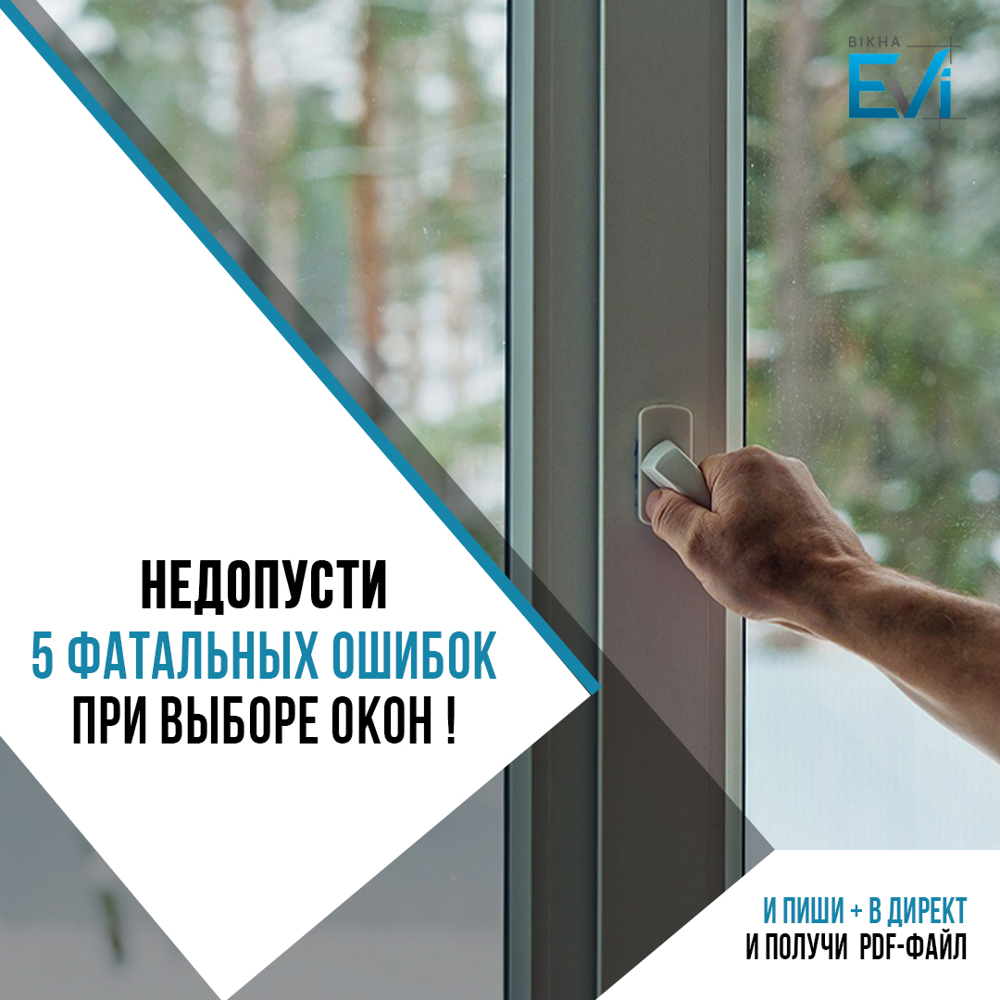 ВІКНА
EVi
НЕДОПУСТИ
5 ФАТАЛЬНЫХ ОШИБОК
ПРИ ВЫБОРЕ ОКОН !
И ПИШИ + В ДИРЕКТ
И ПОЛУЧИ PDF-ФАЙЛ